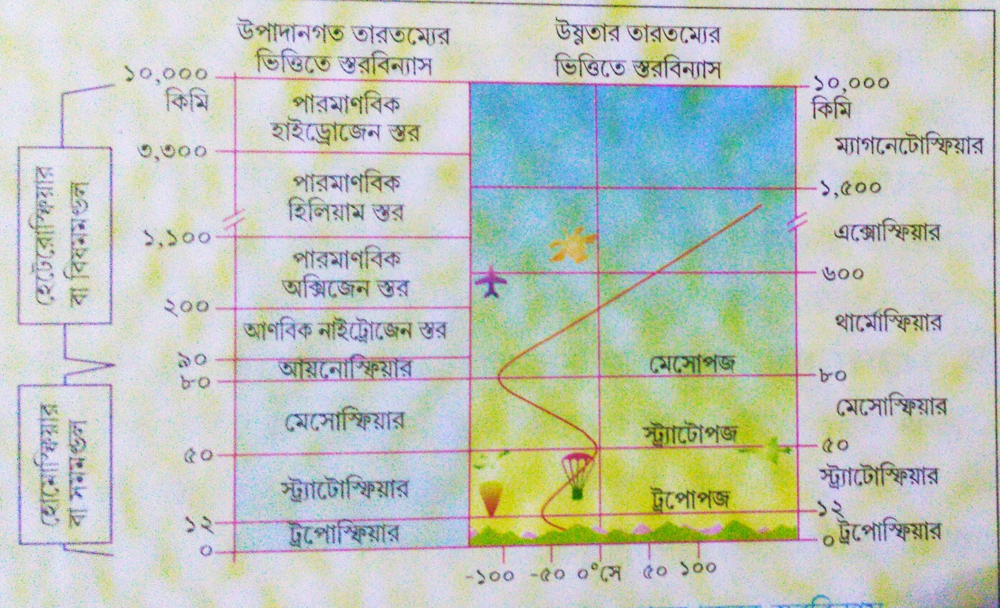 উপাদানগত তারতম্যের
ভিত্তিতে স্তরবিন্যাস
উষ্ণতার তারতম্যের
ভিত্তিতে স্তরবিন্যাস
হেটেরোস্ফিয়ার
বা বিষমমণ্ডল
হোমোস্ফিয়ার
বা সমমণ্ডল
১০,০০০
কিমি
৩,৩০০
১,১০০
২০০
৯০
৮০
৫০
১২
০
পারমাণবিক
হাইড্রোজেন স্তর
পারমাণবিক
হিলিয়াম স্তর
পারমাণবিক
অক্সিজেন স্তর
আণবিক নাইট্রোজেন স্তর
আয়নোস্ফিয়ার
মেসোস্ফিয়ার
স্ট্র্যাটোস্ফিয়ার
ট্রপোস্ফিয়ার
মেসোপজ
স্ট্র্যাটোপজ
ট্রপোপজ
১০,০০০
কিমি
ম্যাগনেটোস্ফিয়ার
১,৫০০
এক্সোস্ফিয়ার
৬০০
থার্মোস্ফিয়ার
৮০
মেসোস্ফিয়ার
৫০
স্ট্র্যাটোস্ফিয়ার
১২
ট্রপোস্ফিয়ার
০
-১০০ -৫০ ০°সে ৫০ ১০০